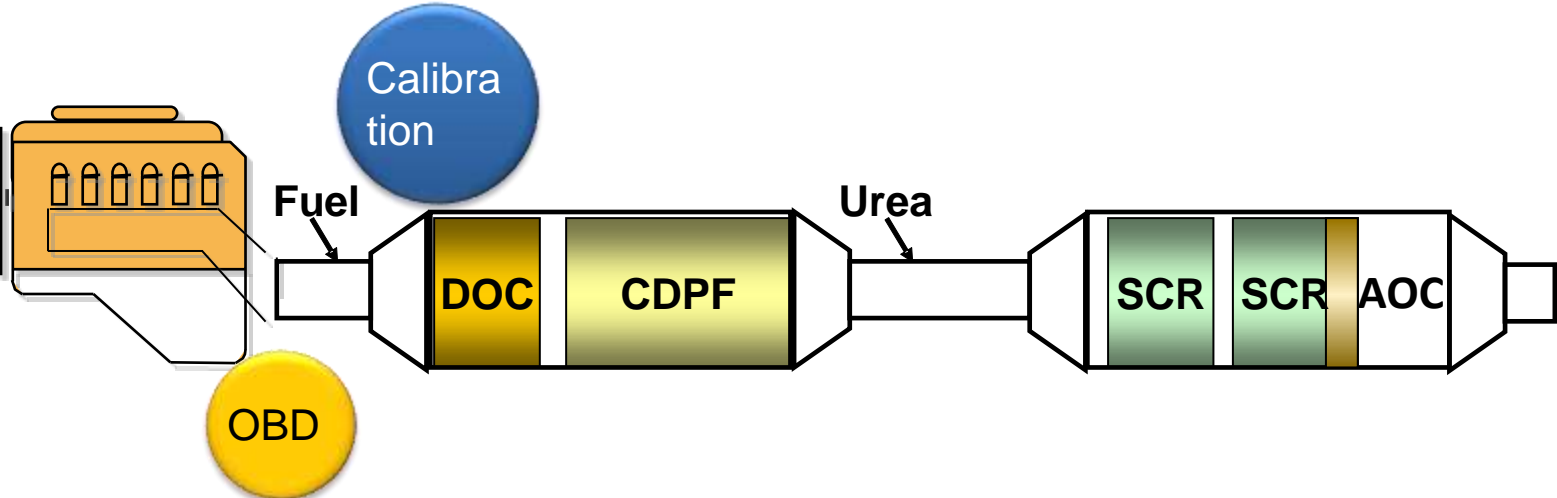 Calibra
tion
Fuel
Urea
DOC
CDPF
SCR
SCR
AOC
OBD